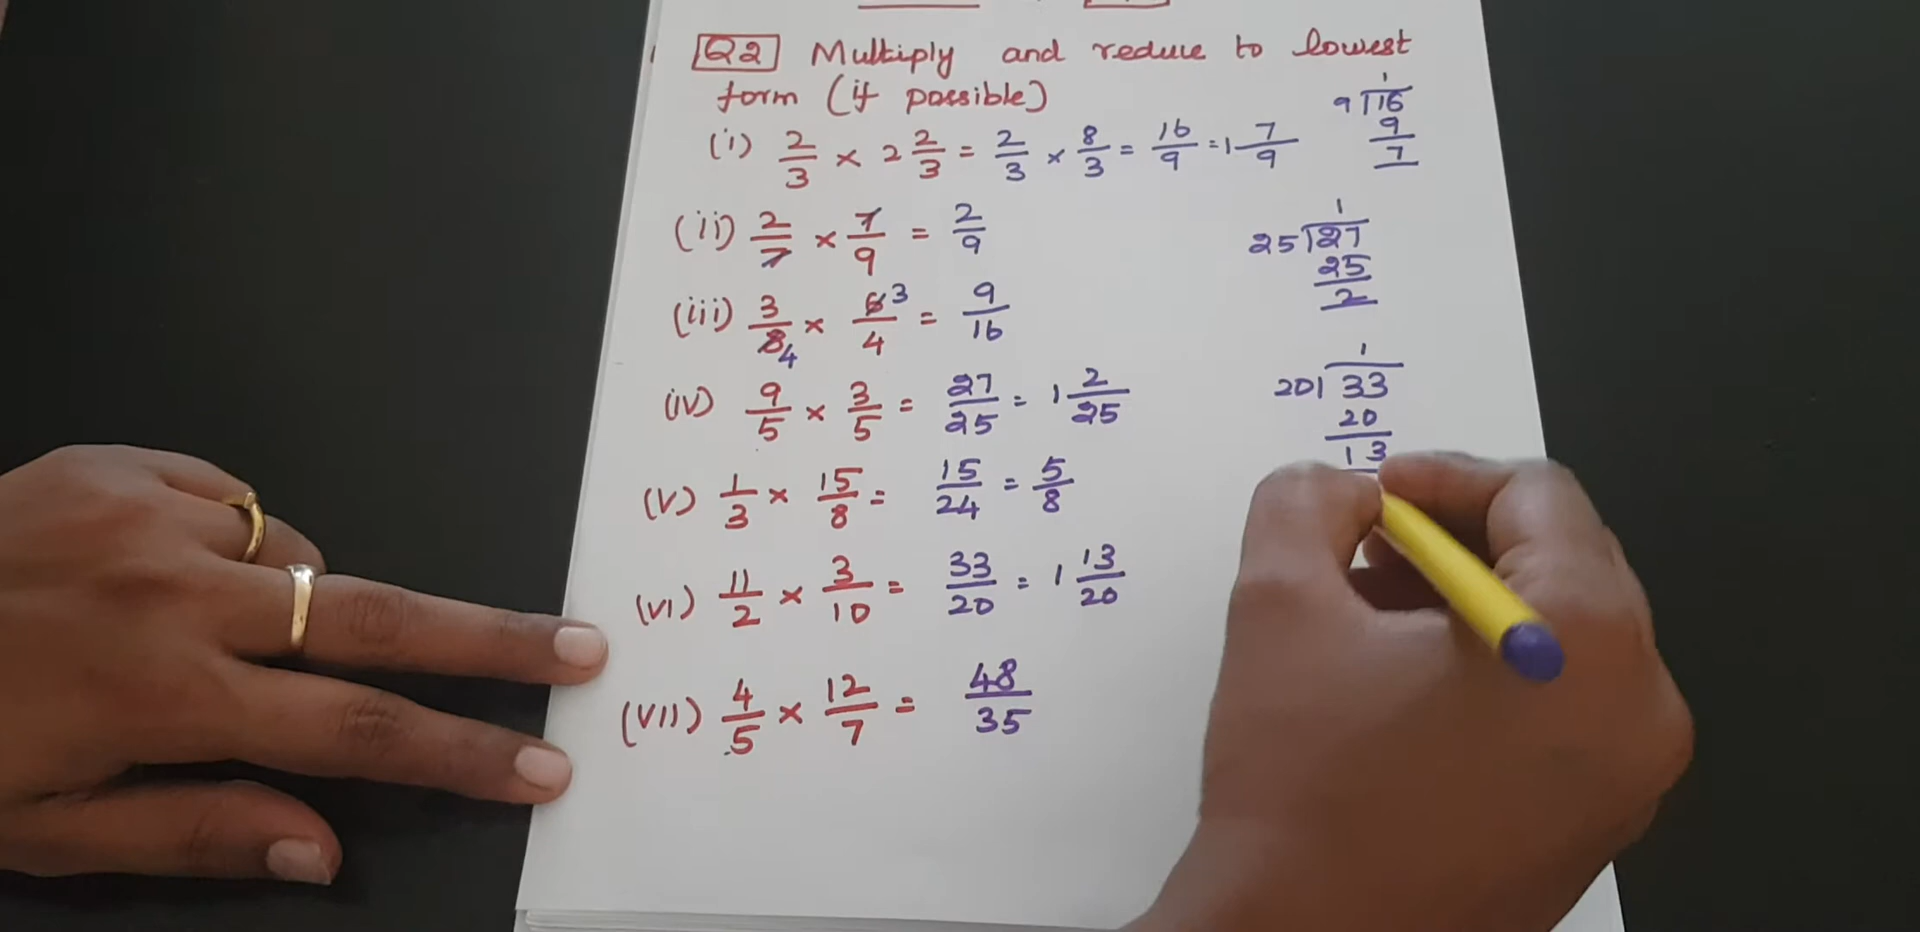 Q2 Multiply and reduce to lowest
form (if possible)
(i) 2/3 × 2 2/3 = 2/3 × 8/3 = 16/9 = 1 7/9
(ii) 2/7 × 7/9 = 2/9
(iii) 3/8 4 × 6 3/4 = 9/16
(iv) 9/5 × 3/5 = 27/25 = 1 2/25
(v) 1/3 × 15/8 = 15/24 = 5/8
(vi) 11/2 × 3/10 = 33/20 = 1 13/20
(vii) 4/5 × 12/7 = 48/35
1
9 16
9
7
1
25 27
25
2
1
20 33
20
13